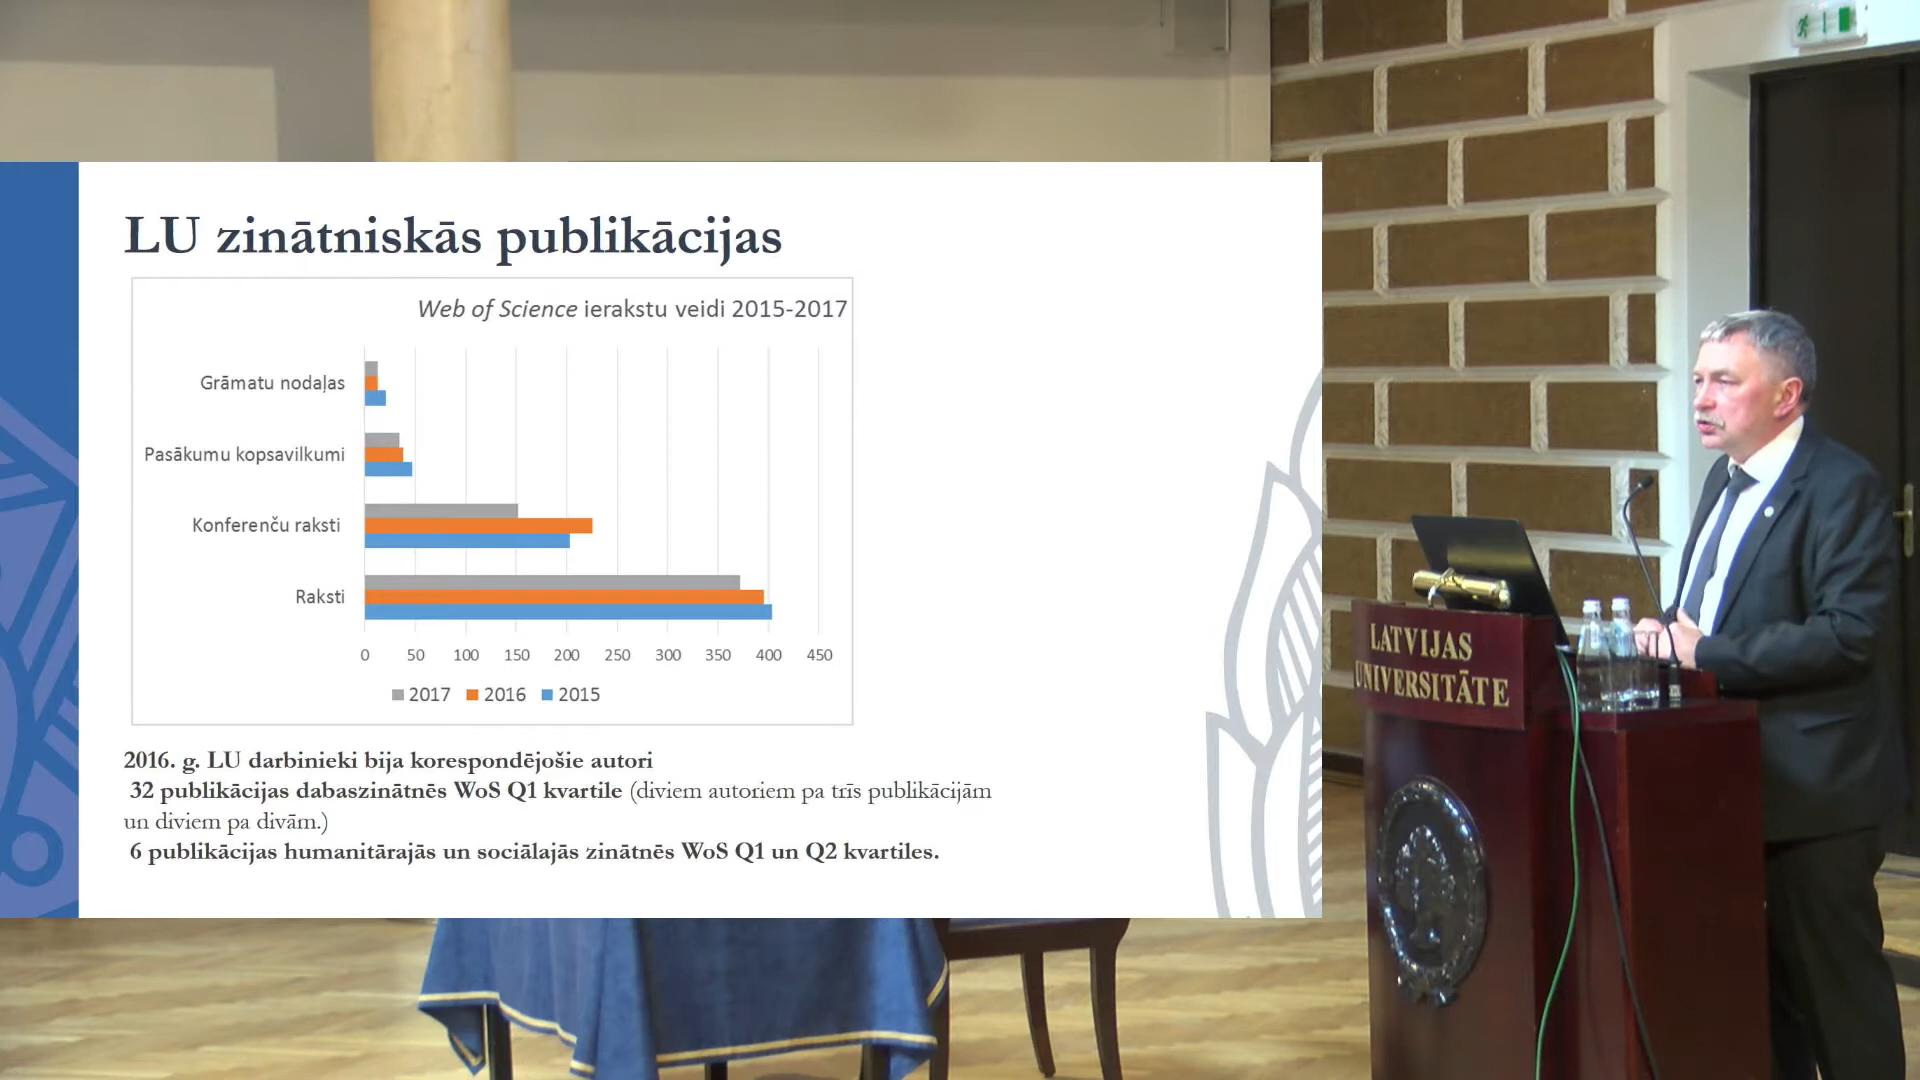 LU zinātniskās publikācijas
Web of Science ierakstu veidi 2015-2017
Grāmatu nodaļas
Pasākumu kopsavilkumi
Konferenču raksti
Raksti
0 50 100 150 200 250 300 350 400 450
2017 2016 2015
2016. g. LU darbinieki bija korespondējošie autori
32 publikācijas dabaszinātnēs WoS Q1 kvartile (diviem autoriem pa trīs publikācijām
un diviem pa divām.)
6 publikācijas humanitārajās un sociālajās zinātnēs WoS Q1 un Q2 kvartiles.
LATVIJAS
UNIVERSITĀTE